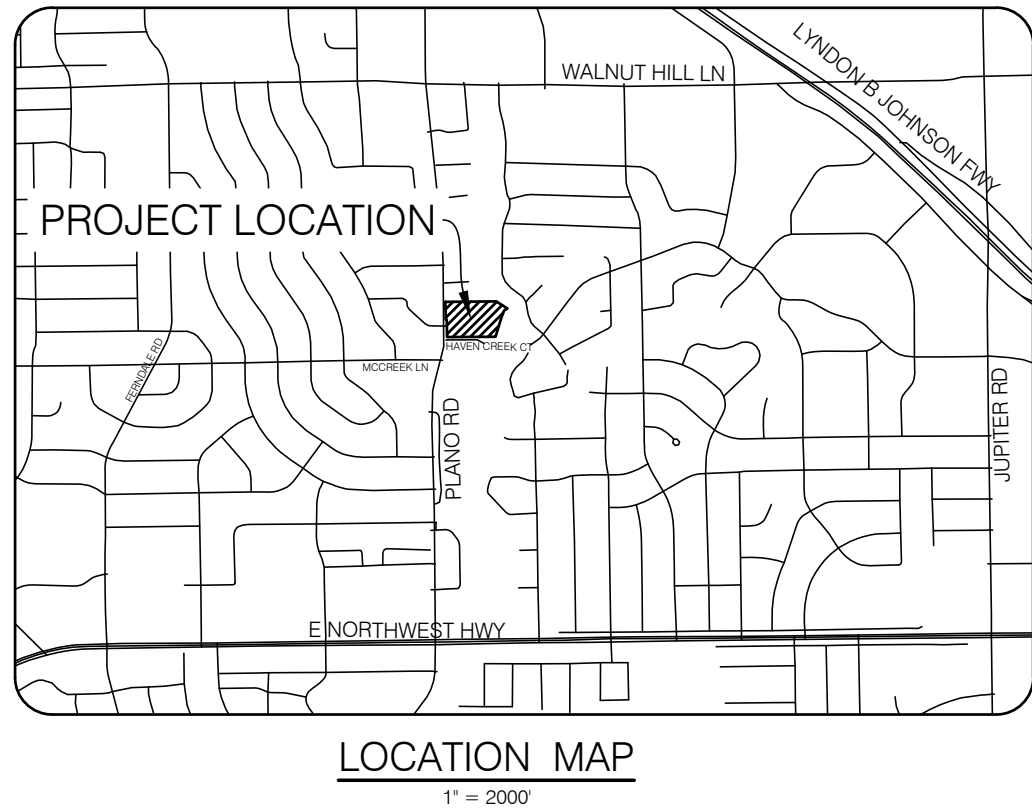 WALNUT HILL LN
LYNDON B JOHNSON FWY
PROJECT LOCATION
HAVEN CREEK CT
MCCREEK LN
FERNDALE RD
PLANO RD
JUPITER RD
E NORTHWEST HWY
LOCATION MAP
1" = 2000'